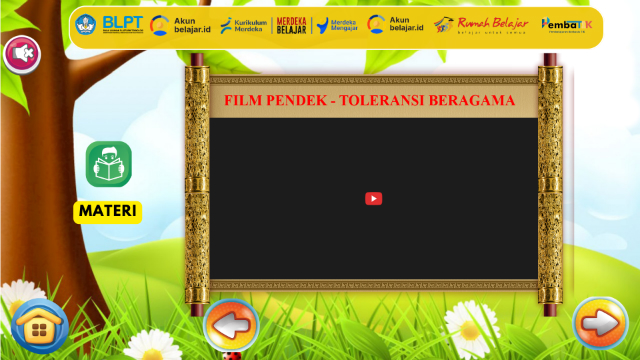 BLPT
Akun
belajar.id
Kurikulum
Merdeka
MERDEKA
BELAJAR
Merdeka
Mengajar
Akun
belajar.id
Rumah Belajar
belajar untuk semua
PembaTIK
FILM PENDEK - TOLERANSI BERAGAMA
MATERI